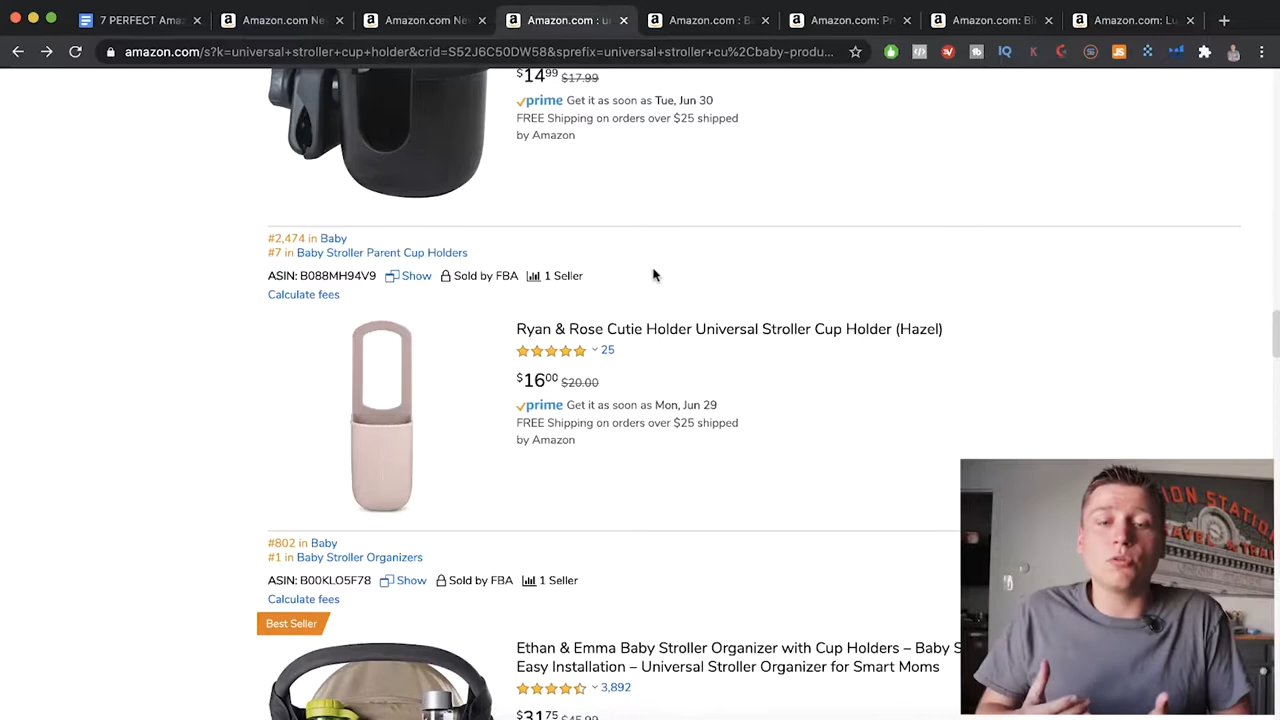 7 PERFECT Ama
Amazon.com Ne
Amazon.com Ne
Amazon.com : u
Amazon.com : Ba
Amazon.com: Pr
Amazon.com: Bl
Amazon.com: Lu
amazon.com/s?k=universal+stroller+cup+holder&crid=S52J6C50DW58&sprefix=universal+stroller+cu%2Cbaby-produ...
$14⁹⁹ $17.99
prime Get it as soon as Tue, Jun 30
FREE Shipping on orders over $25 shipped
by Amazon
#2,474 in Baby
#7 in Baby Stroller Parent Cup Holders
ASIN: B088MH94V9 Show Sold by FBA 1 Seller
Calculate fees
Ryan & Rose Cutie Holder Universal Stroller Cup Holder (Hazel)
25
$16⁰⁰ $20.00
prime Get it as soon as Mon, Jun 29
FREE Shipping on orders over $25 shipped
by Amazon
#802 in Baby
#1 in Baby Stroller Organizers
ASIN: B00KLO5F78 Show Sold by FBA 1 Seller
Calculate fees
Best Seller
Ethan & Emma Baby Stroller Organizer with Cup Holders – Baby S
Easy Installation – Universal Stroller Organizer for Smart Moms
3,892
$31⁷⁵ $45.99
ION STATION